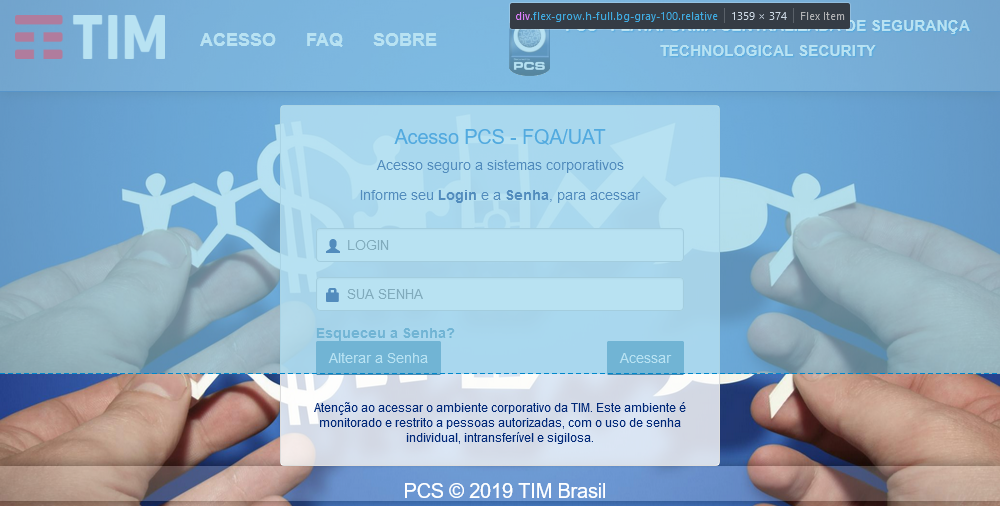 div.flex-grow.h-full.bg-gray-100.relative 1359 × 374 Flex Item
TIM ACESSO FAQ SOBRE
DE SEGURANÇA
TECHNOLOGICAL SECURITY
PCS
Acesso PCS - FQA/UAT
Acesso seguro a sistemas corporativos
Informe seu Login e a Senha, para acessar
LOGIN
SUA SENHA
Esqueceu a Senha?
Alterar a Senha Acessar
Atenção ao acessar o ambiente corporativo da TIM. Este ambiente é
monitorado e restrito a pessoas autorizadas, com o uso de senha
individual, intransferível e sigilosa.
PCS © 2019 TIM Brasil